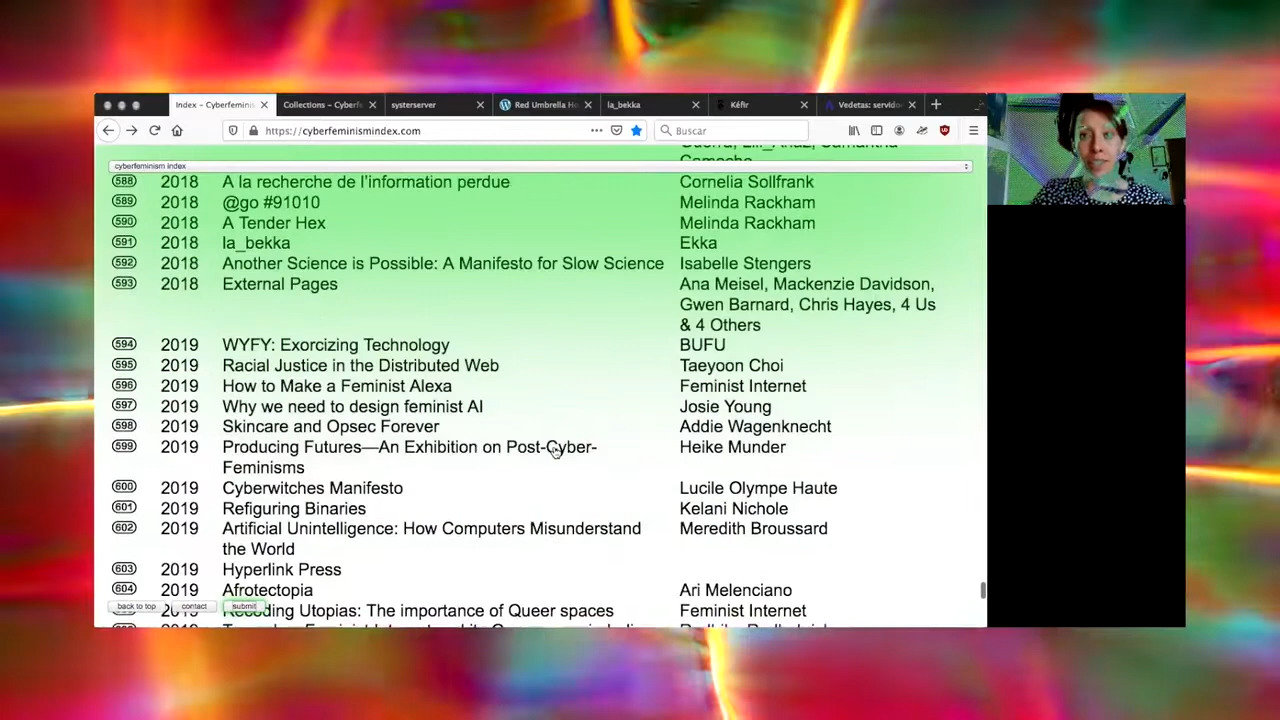 Index – Cyberfeminis
Collections – Cyberfe
systerserver
Red Umbrella He
la_bekka
Kéfir
Vedetas: servido
https://cyberfeminismindex.com
Buscar
cyberfeminism index
588 2018 A la recherche de l'information perdue Cornelia Sollfrank
589 2018 @go #91010 Melinda Rackham
590 2018 A Tender Hex Melinda Rackham
591 2018 la_bekka Ekka
592 2018 Another Science is Possible: A Manifesto for Slow Science Isabelle Stengers
593 2018 External Pages Ana Meisel, Mackenzie Davidson,
Gwen Barnard, Chris Hayes, 4 Us
& 4 Others
594 2019 WYFY: Exorcizing Technology BUFU
595 2019 Racial Justice in the Distributed Web Taeyoon Choi
596 2019 How to Make a Feminist Alexa Feminist Internet
597 2019 Why we need to design feminist AI Josie Young
598 2019 Skincare and Opsec Forever Addie Wagenknecht
599 2019 Producing Futures—An Exhibition on Post-Cyber- Heike Munder
Feminisms
600 2019 Cyberwitches Manifesto Lucile Olympe Haute
601 2019 Refiguring Binaries Kelani Nichole
602 2019 Artificial Unintelligence: How Computers Misunderstand Meredith Broussard
the World
603 2019 Hyperlink Press
604 2019 Afrotectopia Ari Melenciano
back to top contact submit
Utopias: The importance of Queer spaces Feminist Internet